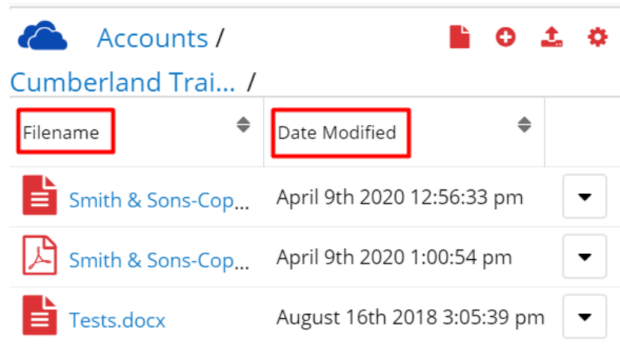 Accounts /
Cumberland Trai... /
Filename Date Modified
Smith & Sons-Cop... April 9th 2020 12:56:33 pm
Smith & Sons-Cop... April 9th 2020 1:00:54 pm
Tests.docx August 16th 2018 3:05:39 pm